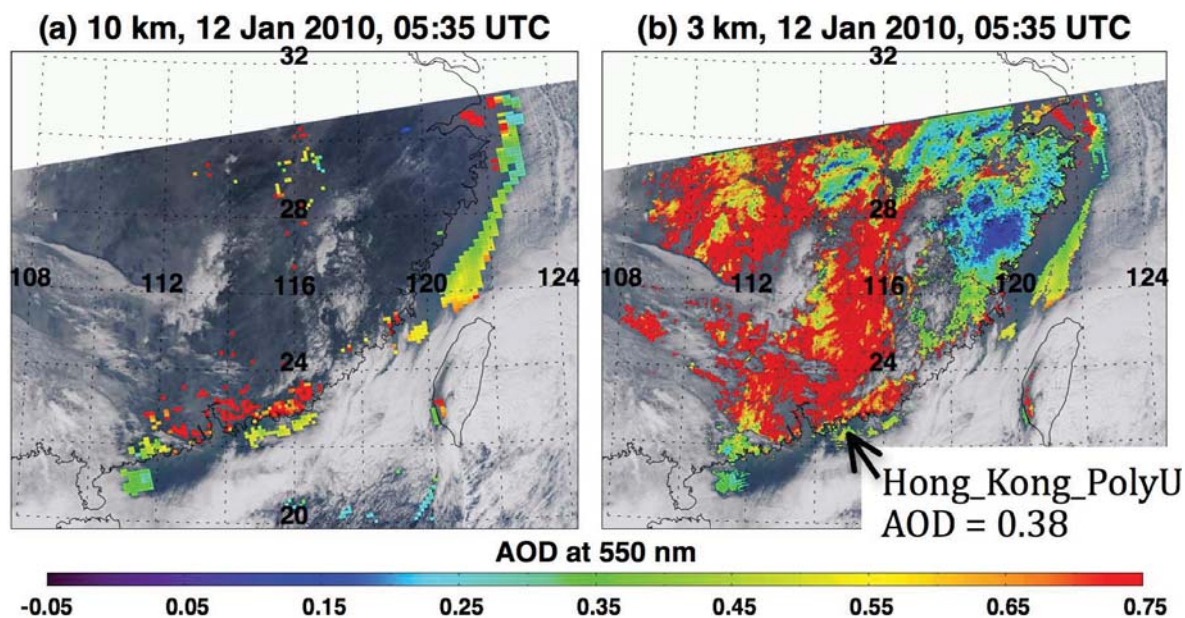 (a) 10 km, 12 Jan 2010, 05:35 UTC
(b) 3 km, 12 Jan 2010, 05:35 UTC
32
32
28
28
108
112
116
120
124
108
112
116
120
124
24
24
20
Hong_Kong_PolyU
AOD = 0.38
AOD at 550 nm
-0.05 0.05 0.15 0.25 0.35 0.45 0.55 0.65 0.75